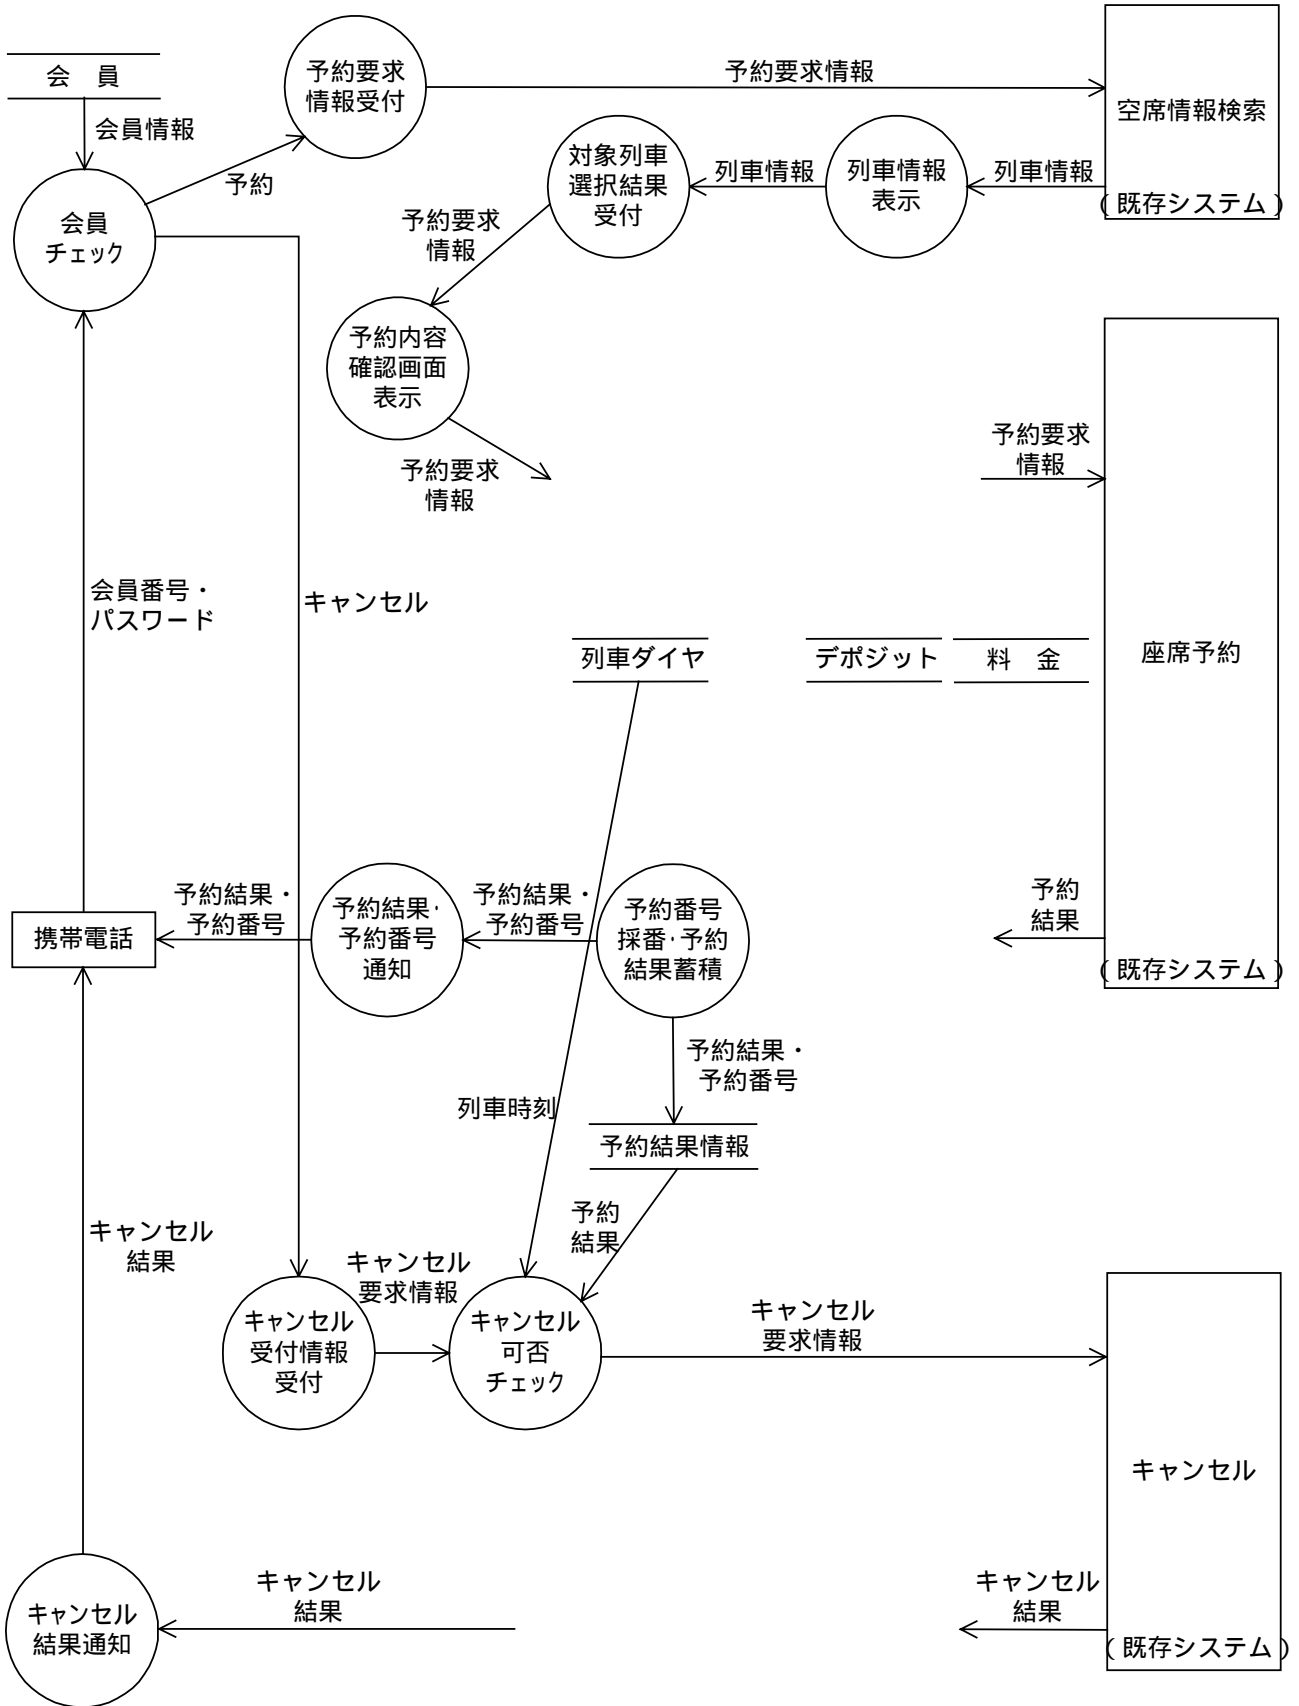 会　員
会員情報
会員
チェック
予約
予約要求
情報受付
予約要求情報
空席情報検索
(既存システム)
列車情報
列車情報
表示
列車情報
対象列車
選択結果
受付
予約要求
情報
予約内容
確認画面
表示
予約要求
情報
予約要求
情報
座席予約
(既存システム)
会員番号・
パスワード
キャンセル
列車ダイヤ
デポジット
料　金
携帯電話
予約結果・
予約番号
予約結果・
予約番号
通知
予約結果・
予約番号
予約番号
採番・予約
結果蓄積
予約
結果
予約結果・
予約番号
列車時刻
予約結果情報
予約
結果
キャンセル
結果
キャンセル
受付情報
受付
キャンセル
要求情報
キャンセル
可否
チェック
キャンセル
要求情報
キャンセル
(既存システム)
キャンセル
結果
キャンセル
結果
キャンセル
結果通知